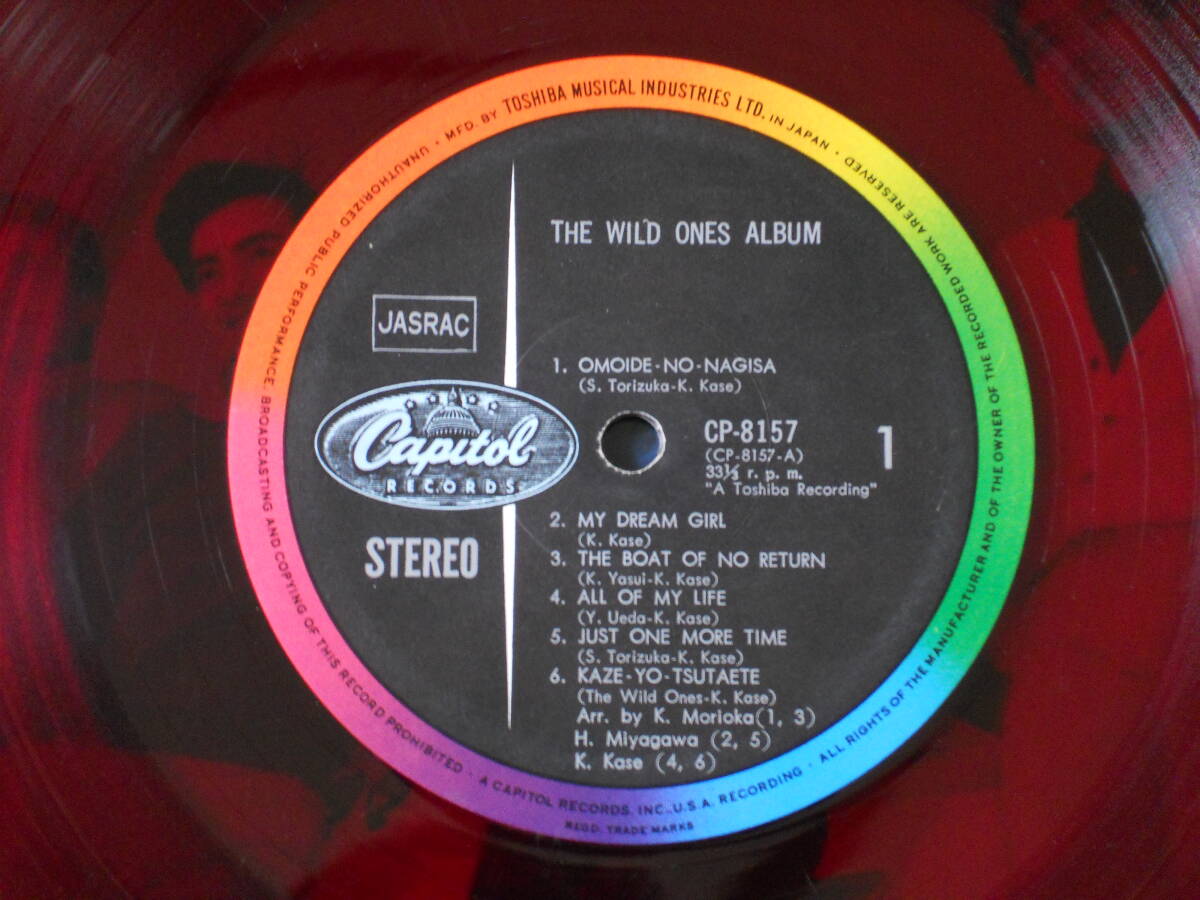 MFD. BY TOSHIBA MUSICAL INDUSTRIES LTD. IN JAPAN · ALL RIGHTS OF THE MANUFACTURER AND OF THE OWNER OF THE RECORDED WORK ARE RESERVED · UNAUTHORIZED PUBLIC PERFORMANCE, BROADCASTING AND COPYING OF THIS RECORD PROHIBITED · A CAPITOL RECORDS, INC., U.S.A. RECORDING ·
REGD. TRADE MARKS
THE WILD ONES ALBUM
JASRAC
Capitol
RECORDS
STEREO
1. OMOIDE-NO-NAGISA
(S. Torizuka-K. Kase)
CP-8157
(CP-8157-A)
33⅓ r. p. m.
"A Toshiba Recording"
1
2. MY DREAM GIRL
(K. Kase)
3. THE BOAT OF NO RETURN
(K. Yasui-K. Kase)
4. ALL OF MY LIFE
(Y. Ueda-K. Kase)
5. JUST ONE MORE TIME
(S. Torizuka-K. Kase)
6. KAZE-YO-TSUTAETE
(The Wild Ones-K. Kase)
Arr. by K. Morioka(1, 3)
H. Miyagawa (2, 5)
K. Kase (4, 6)